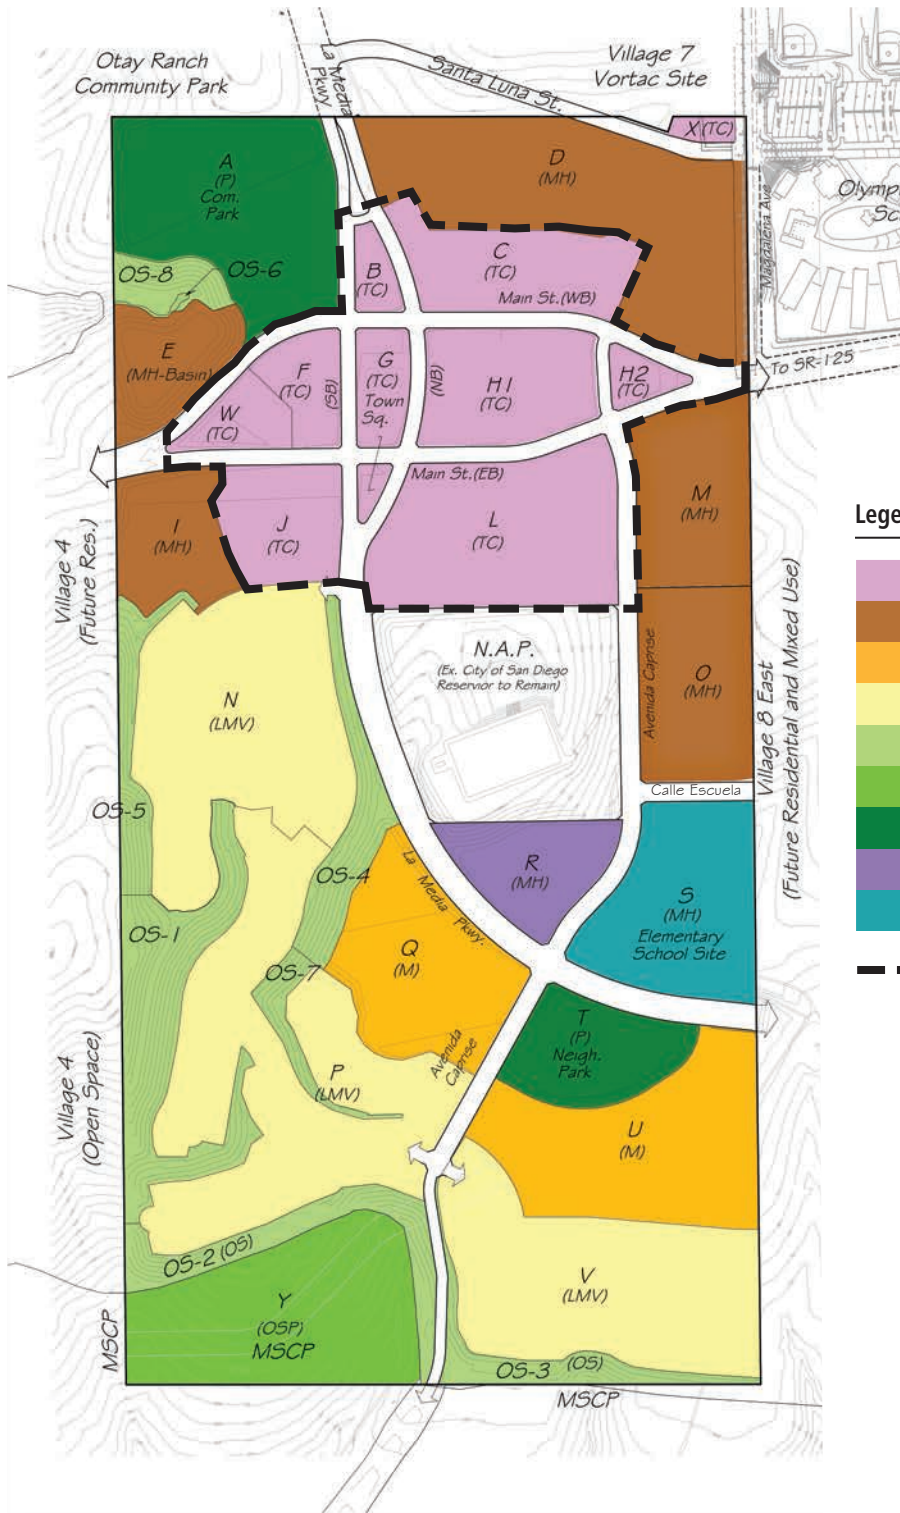 Otay Ranch
Community Park
La Media
Pkwy
Village 7
Vortac Site
Santa Luna St.
X (TC)
A
(P)
Com.
Park
D
(MH)
Magdalena Ave
OS-8
OS-6
B
(TC)
C
(TC)
Main St.(WB)
E
(MH-Basin)
F
(TC)
(SB)
G
(TC)
Town
Sq.
(NB)
H1
(TC)
H2
(TC)
To SR-125
W
(TC)
Main St.(EB)
I
(MH)
J
(TC)
L
(TC)
M
(MH)
Lege
Village 4
(Future Res.)
N.A.P.
(Ex. City of San Diego
Reservior to Remain)
Avenida Caprise
O
(MH)
Village 8 East
(Future Residential and Mixed Use)
N
(LMV)
Calle Escuela
OS-5
OS-4
La Media Pkwy.
R
(MH)
S
(MH)
Elementary
School Site
OS-1
Q
(M)
OS-7
T
(P)
Neigh.
Park
Avenida
Caprise
P
(LMV)
Village 4
(Open Space)
U
(M)
OS-2 (OS)
V
(LMV)
Y
(OSP)
MSCP
MSCP
OS-3 (OS)
MSCP